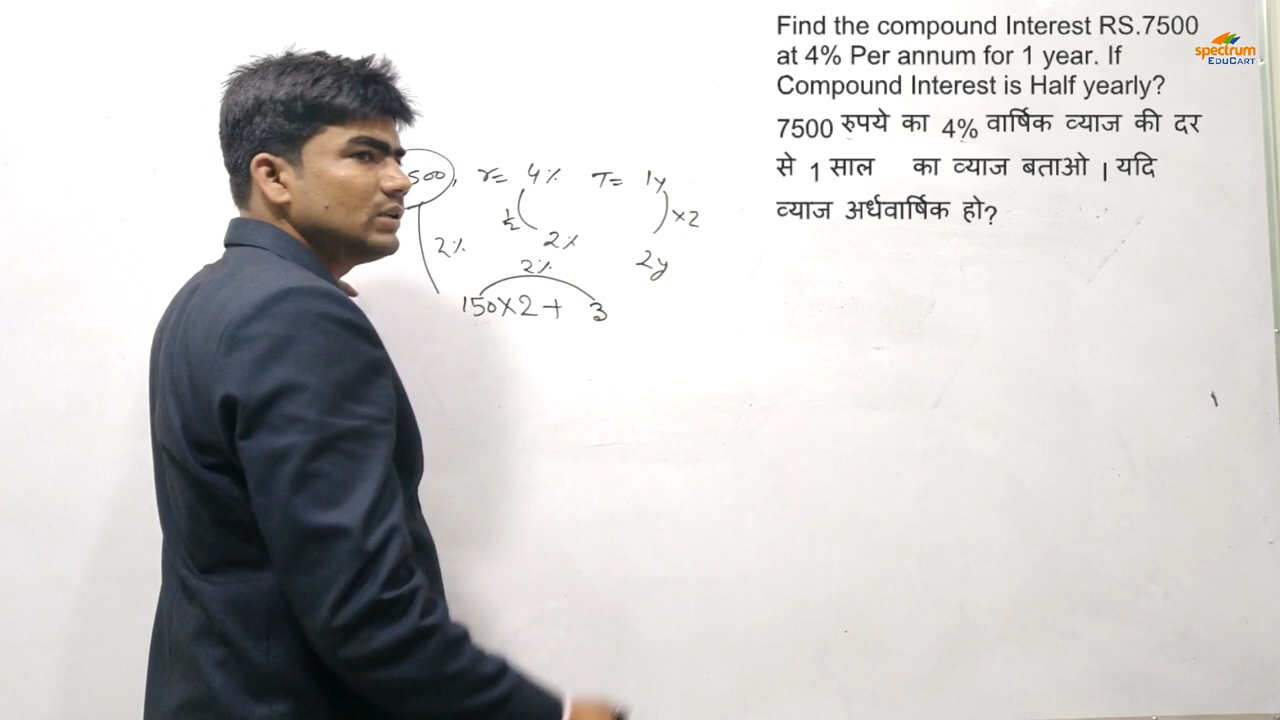 Find the compound Interest RS.7500
at 4% Per annum for 1 year. If
Compound Interest is Half yearly?
7500 रुपये का 4% वार्षिक व्याज की दर
से 1 साल का व्याज बताओ । यदि
व्याज अर्धवार्षिक हो?
spectrum
EDUCART
500, r= 4% T= 1y
1/2 ×2
2% 2% 2y
2%
150×2+ 3